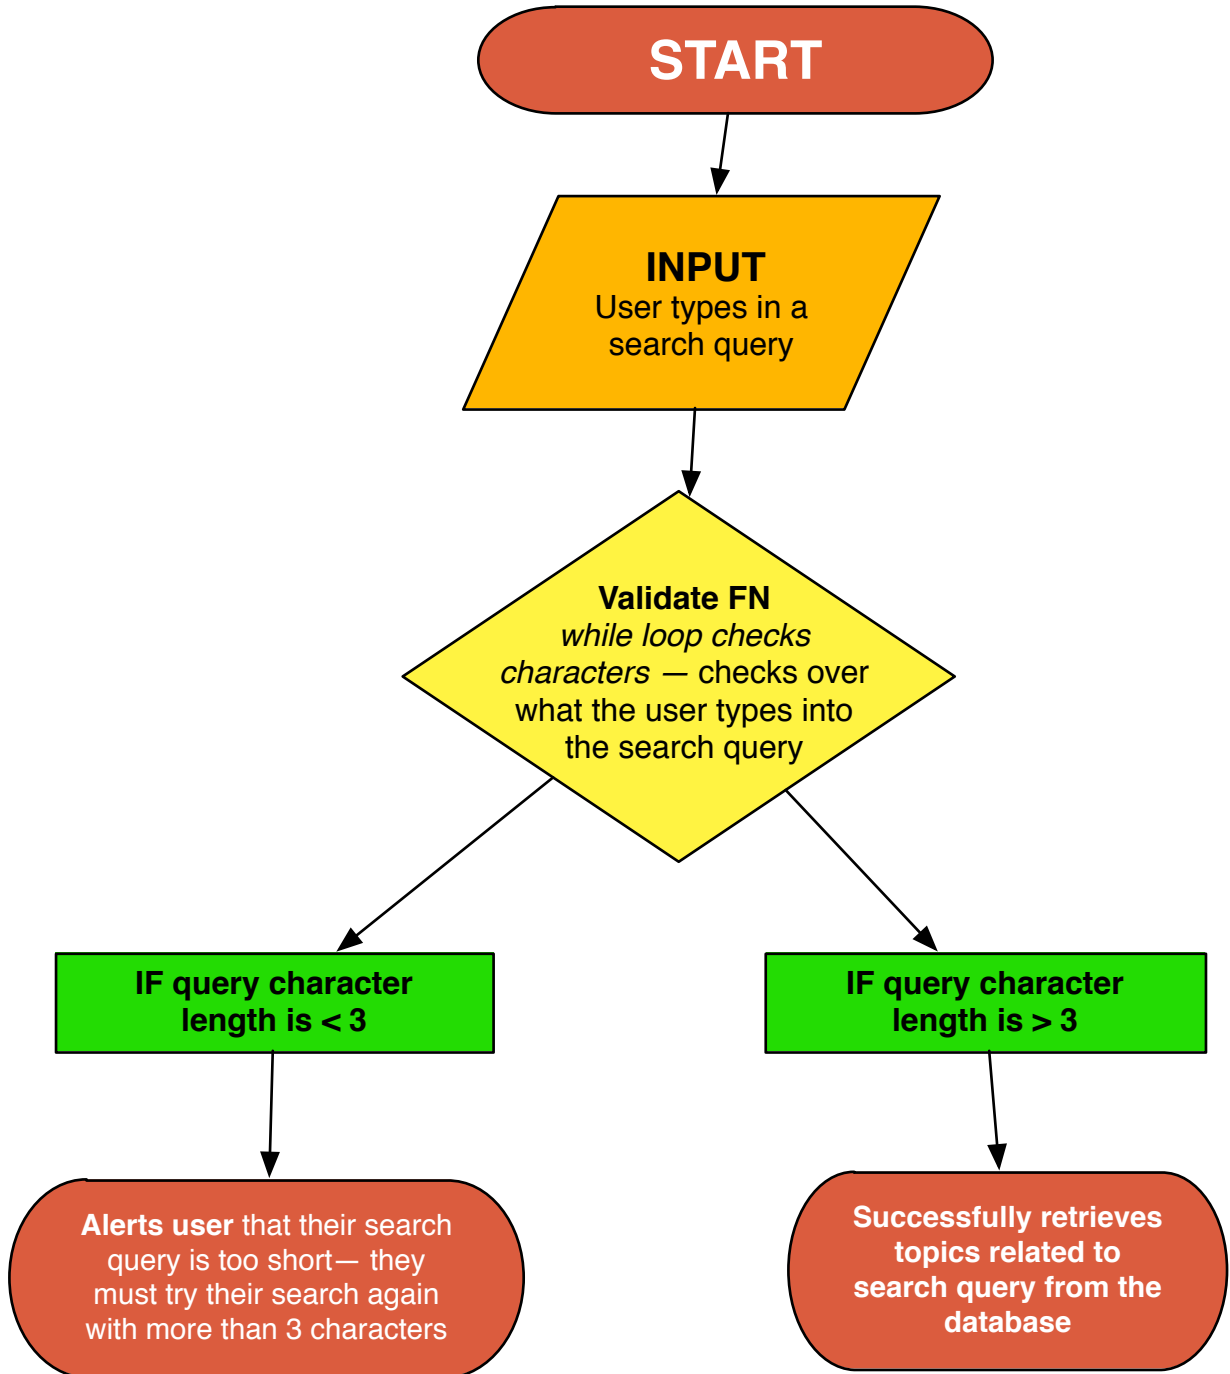 START
INPUT
User types in a
search query
Validate FN
while loop checks
characters — checks over
what the user types into
the search query
IF query character
length is < 3
IF query character
length is > 3
Alerts user that their search
query is too short— they
must try their search again
with more than 3 characters
Successfully retrieves
topics related to
search query from the
database